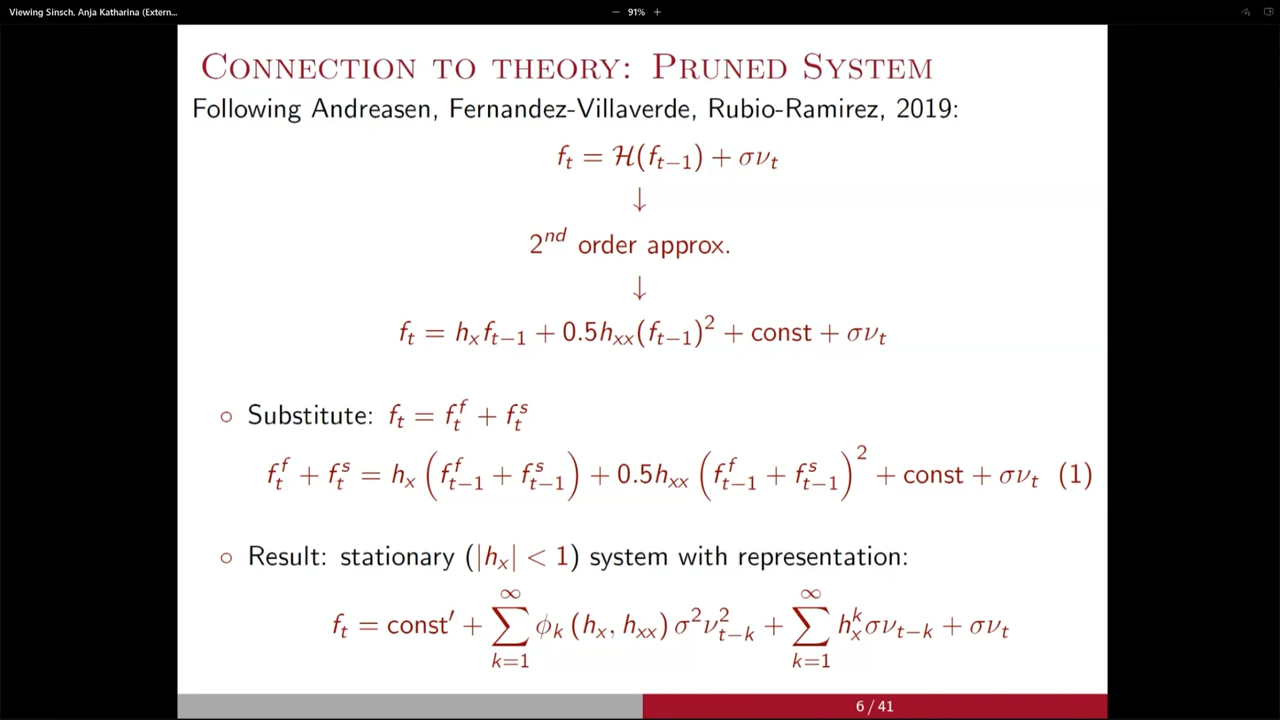 Viewing Sinsch, Anja Katharina (Extern...
− 91% +
Connection to theory: Pruned System
Following Andreasen, Fernandez-Villaverde, Rubio-Ramirez, 2019:
f_t = ℋ(f_{t−1}) + σν_t
↓
2^{nd} order approx.
↓
f_t = h_x f_{t−1} + 0.5h_{xx}(f_{t−1})^2 + const + σν_t
○ Substitute: f_t = f_t^f + f_t^s
f_t^f + f_t^s = h_x (f_{t−1}^f + f_{t−1}^s) + 0.5h_{xx} (f_{t−1}^f + f_{t−1}^s)^2 + const + σν_t (1)
○ Result: stationary (|h_x| < 1) system with representation:
f_t = const′ + ∑_{k=1}^{∞} ϕ_k (h_x, h_{xx}) σ^2ν_{t−k}^2 + ∑_{k=1}^{∞} h_x^k σν_{t−k} + σν_t
6 / 41